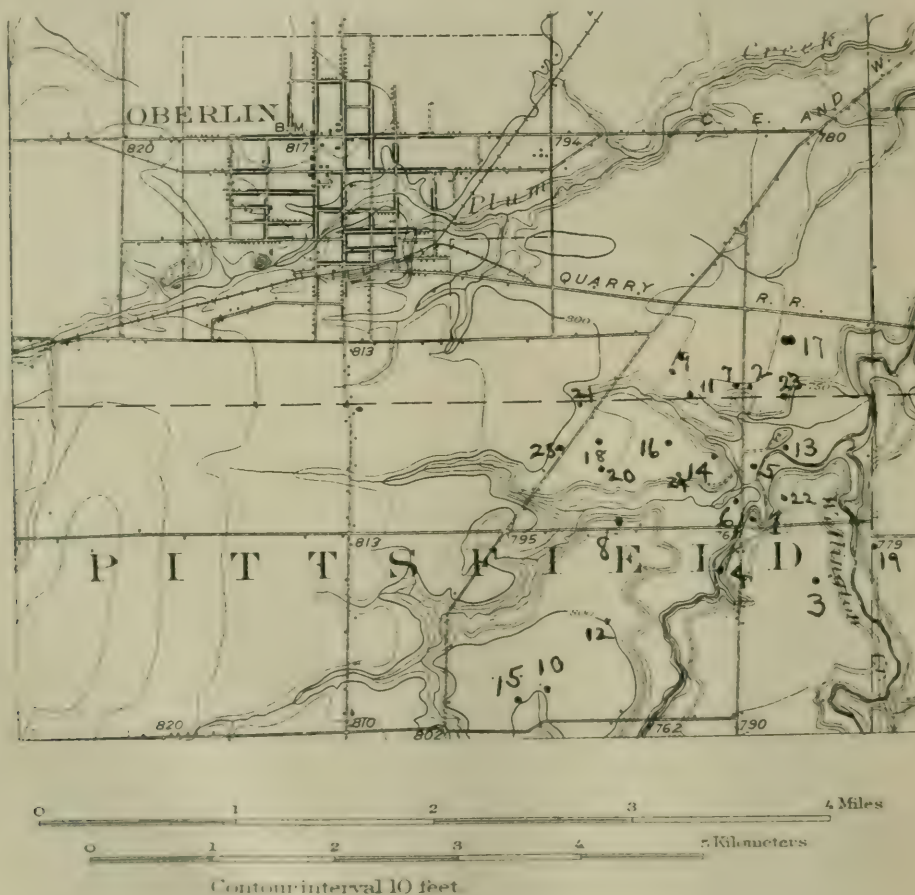 Creek
OBERLIN
B.M.
820 817 794 C. E. AND W. 780
Plum
QUARRY R. R.
800
813 9 17
21 11 7 2 23
25 18 16 14 13
20 24 5
6 22
8 1
813 795 779
PITTSFIELD
4 19
3
12
15 10
820 810 802 762 790
0 1 2 3 4 Miles
0 1 2 3 5 Kilometers
Contour interval 10 feet